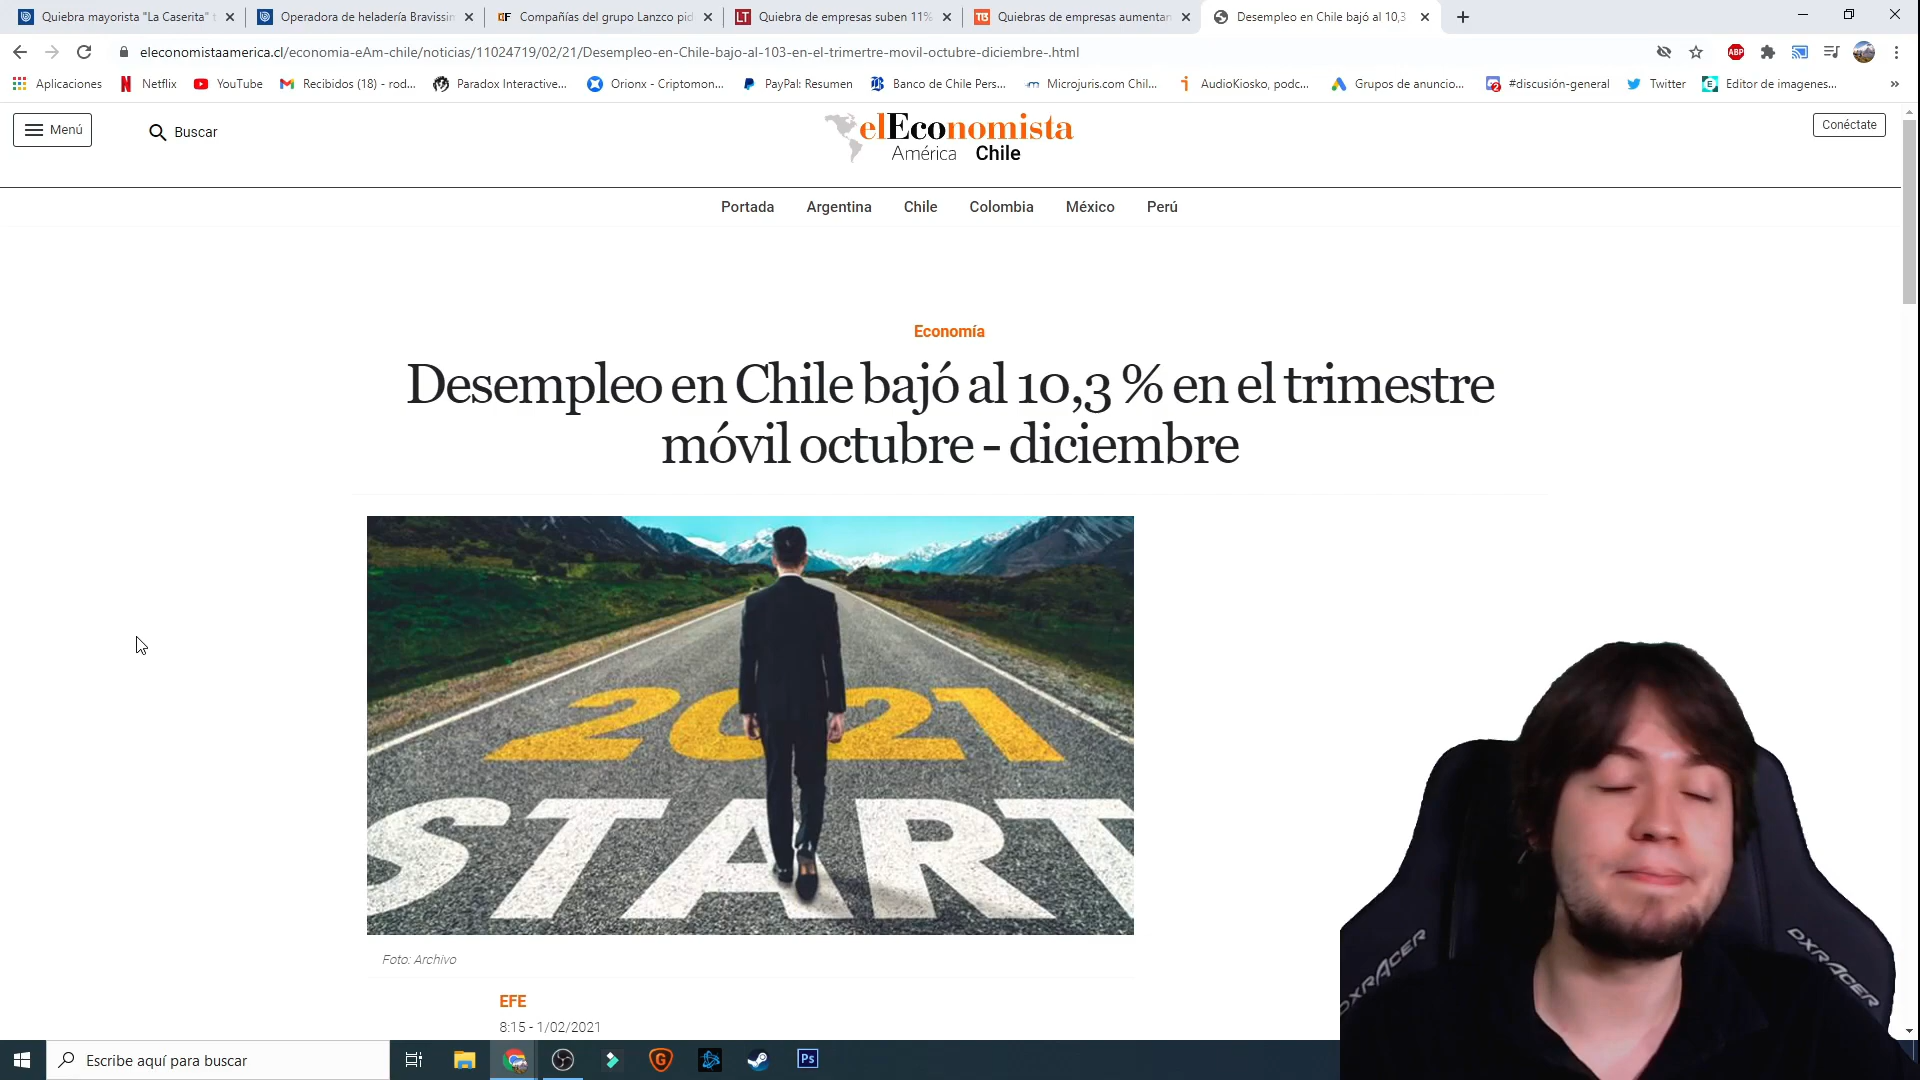 Quiebra mayorista "La Caserita" t
Operadora de heladería Bravissim
DF Compañías del grupo Lanzco pid
LT Quiebra de empresas suben 11%
T13 Quiebras de empresas aumentan
Desempleo en Chile bajó al 10,3
eleconomistaamerica.cl/economia-eAm-chile/noticias/11024719/02/21/Desempleo-en-Chile-bajo-al-103-en-el-trimertre-movil-octubre-diciembre-.html
ABP
Aplicaciones
Netflix
YouTube
Recibidos (18) - rod...
Paradox Interactive...
Orionx - Criptomon...
PayPal: Resumen
Banco de Chile Pers...
Microjuris.com Chil...
AudioKiosko, podc...
Grupos de anuncio...
#discusión-general
Twitter
Editor de imagenes...
»
Menú
Buscar
elEconomista
América Chile
Conéctate
Portada
Argentina
Chile
Colombia
México
Perú
Economía
Desempleo en Chile bajó al 10,3 % en el trimestre
móvil octubre - diciembre
2021
START
Foto: Archivo
EFE
8:15 - 1/02/2021
DXRACER
DXRACER
Escribe aquí para buscar
Ps